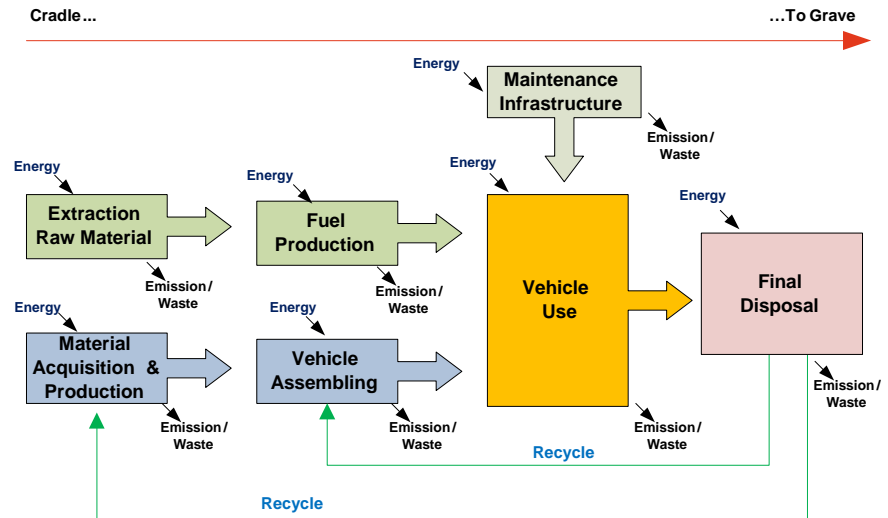 Cradle...
...To Grave
Energy
Maintenance
Infrastructure
Emission/
Waste
Energy
Extraction
Raw Material
Emission/
Waste
Energy
Fuel
Production
Emission/
Waste
Energy
Vehicle
Use
Emission/
Waste
Energy
Final
Disposal
Emission/
Waste
Energy
Material
Acquisition &
Production
Emission/
Waste
Energy
Vehicle
Assembling
Emission/
Waste
Recycle
Recycle